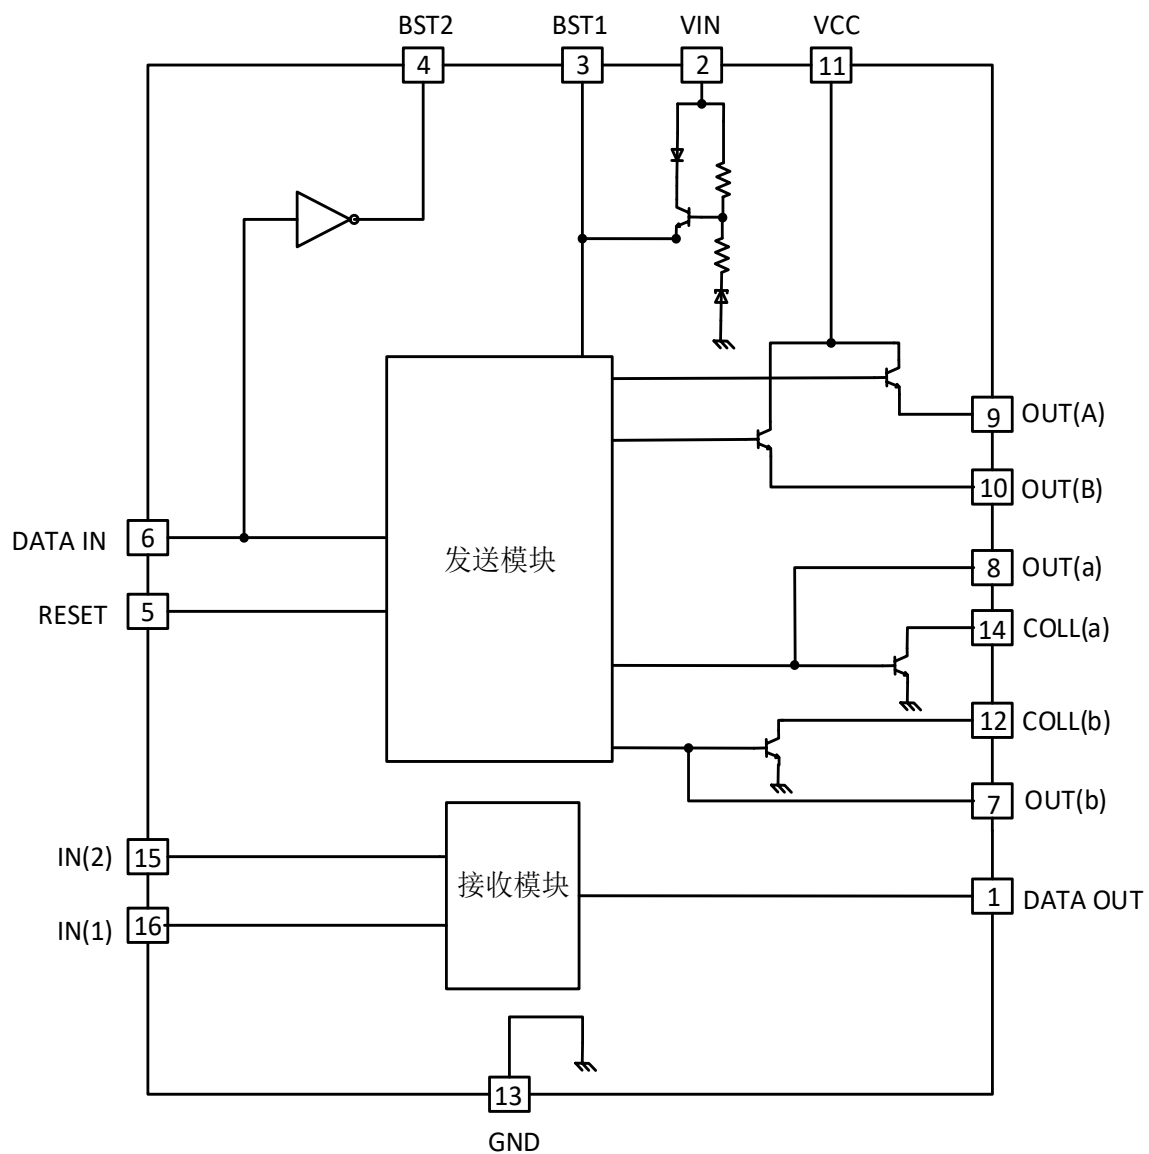 BST2
BST1
VIN
VCC
4
3
2
11
9
OUT(A)
10
OUT(B)
DATA IN
6
发送模块
8
OUT(a)
RESET
5
14
COLL(a)
12
COLL(b)
7
OUT(b)
IN(2)
15
接收模块
1
DATA OUT
IN(1)
16
13
GND